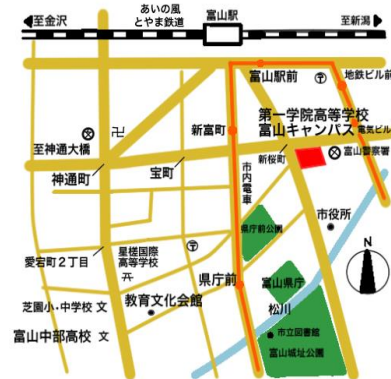 至金沢
あいの風
とやま鉄道
富山駅
至新潟
富山駅前
地鉄ビル前
第一学院高等学校
富山キャンパス
電気ビル前
新富町
至神通大橋
新桜町
富山警察署
神通町
宝町
市内電車
市役所
県庁前公園
愛宕町2丁目
星槎国際
高等学校
N
県庁前
富山県庁
芝園小・中学校 文
教育文化会館
松川
富山中部高校 文
市立図書館
富山城址公園